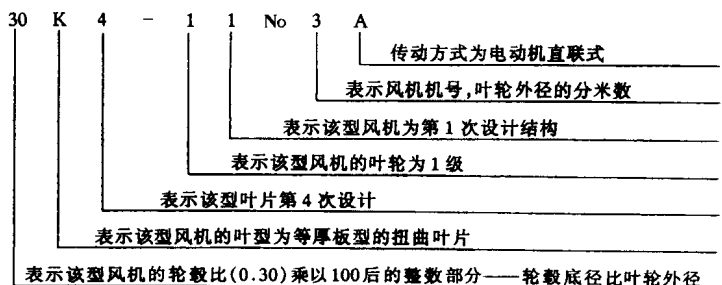 30 K 4 - 1 1 No 3 A
传动方式为电动机直联式
表示风机机号,叶轮外径的分米数
表示该型风机为第1次设计结构
表示该型风机的叶轮为1级
表示该型叶片第4次设计
表示该型风机的叶型为等厚板型的扭曲叶片
表示该型风机的轮毂比(0.30)乘以100后的整数部分——轮毂底径比叶轮外径